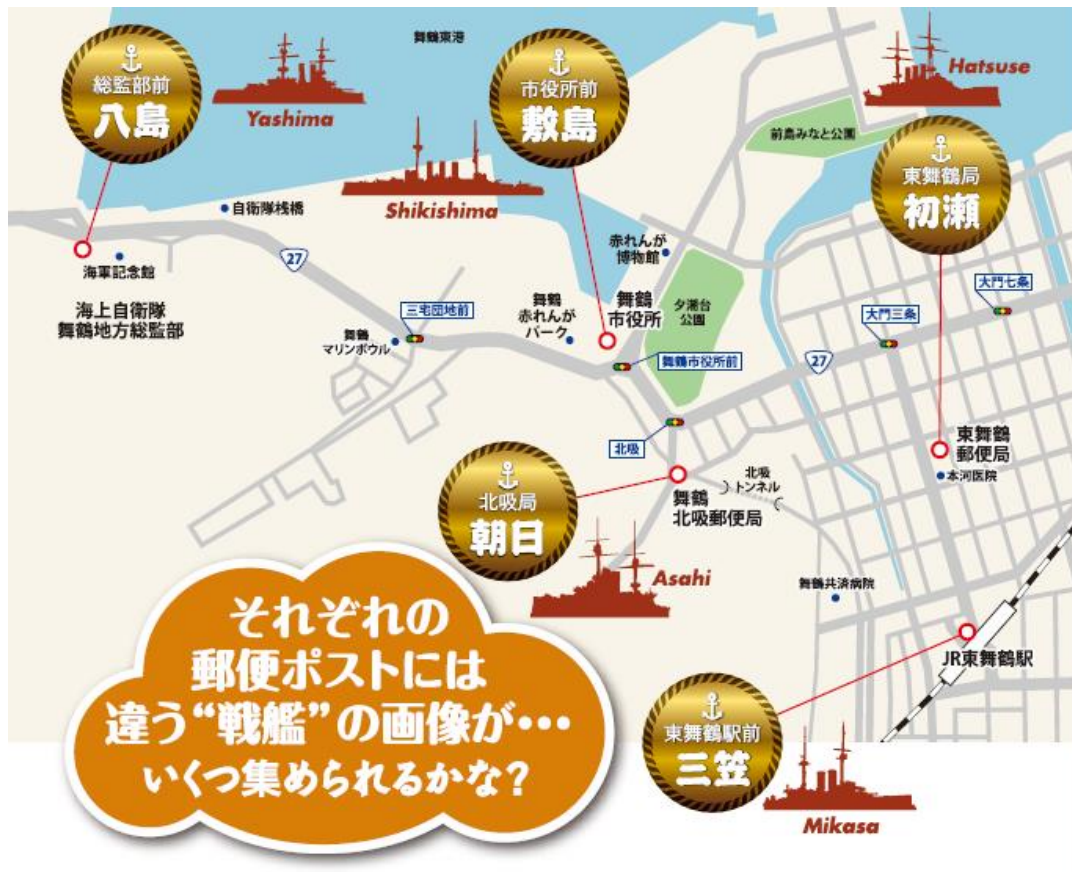 総監部前
八島
Yashima
舞鶴東港
市役所前
敷島
Hatsuse
前島みなと公園
東舞鶴局
初瀬
Shikishima
自衛隊桟橋
海軍記念館
27
赤れんが
博物館
海上自衛隊
舞鶴地方総監部
三宅団地前
舞鶴
マリンボウル
舞鶴
赤れんが
パーク
舞鶴
市役所
夕潮台
公園
大門七条
大門三条
舞鶴市役所前
27
北吸
東舞鶴
郵便局
本河医院
北吸局
朝日
北吸
トンネル
舞鶴
北吸郵便局
Asahi
舞鶴共済病院
JR東舞鶴駅
それぞれの
郵便ポストには
違う“戦艦”の画像が・・・
いくつ集められるかな?
東舞鶴駅前
三笠
Mikasa